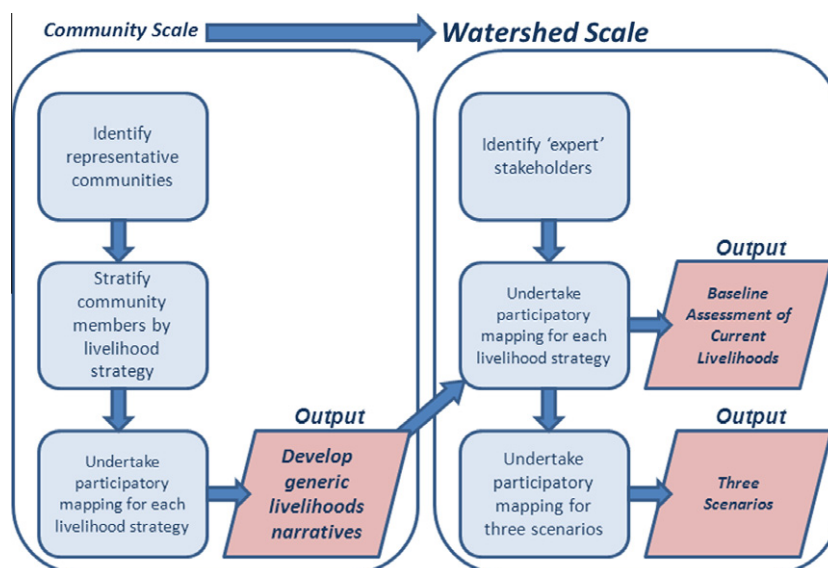 Community Scale
Watershed Scale
Identify
representative
communities
Stratify
community
members by
livelihood
strategy
Undertake
participatory
mapping for each
livelihood strategy
Output
Develop
generic
livelihoods
narratives
Identify ‘expert’
stakeholders
Undertake
participatory
mapping for each
livelihood strategy
Output
Baseline
Assessment of
Current
Livelihoods
Undertake
participatory
mapping for
three scenarios
Output
Three
Scenarios